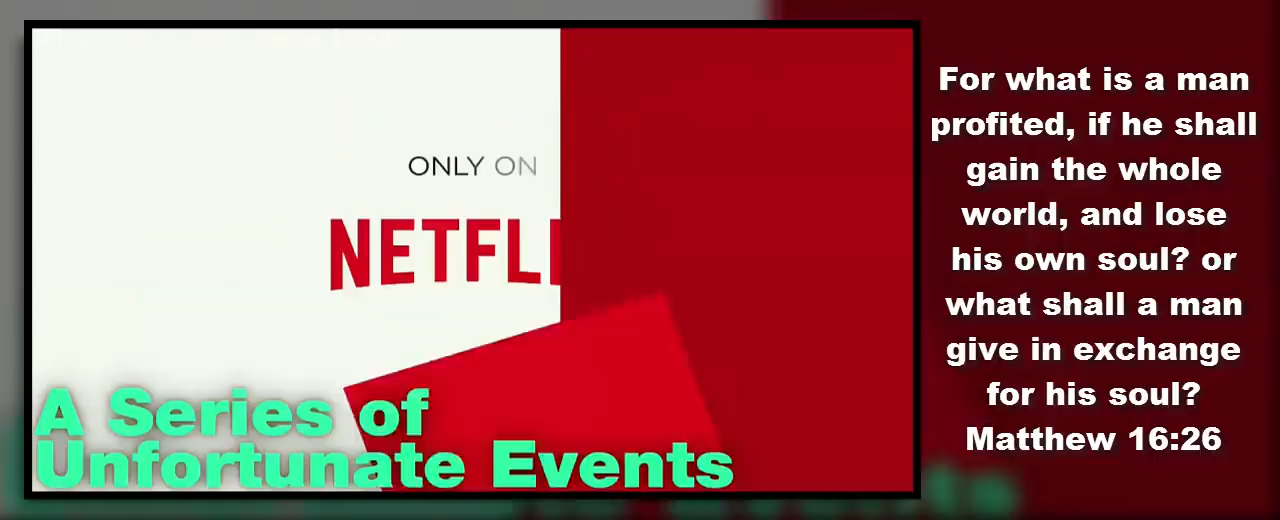 ONLY ON
NETFLI
A Series of
Unfortunate Events
For what is a man
profited, if he shall
gain the whole
world, and lose
his own soul? or
what shall a man
give in exchange
for his soul?
Matthew 16:26